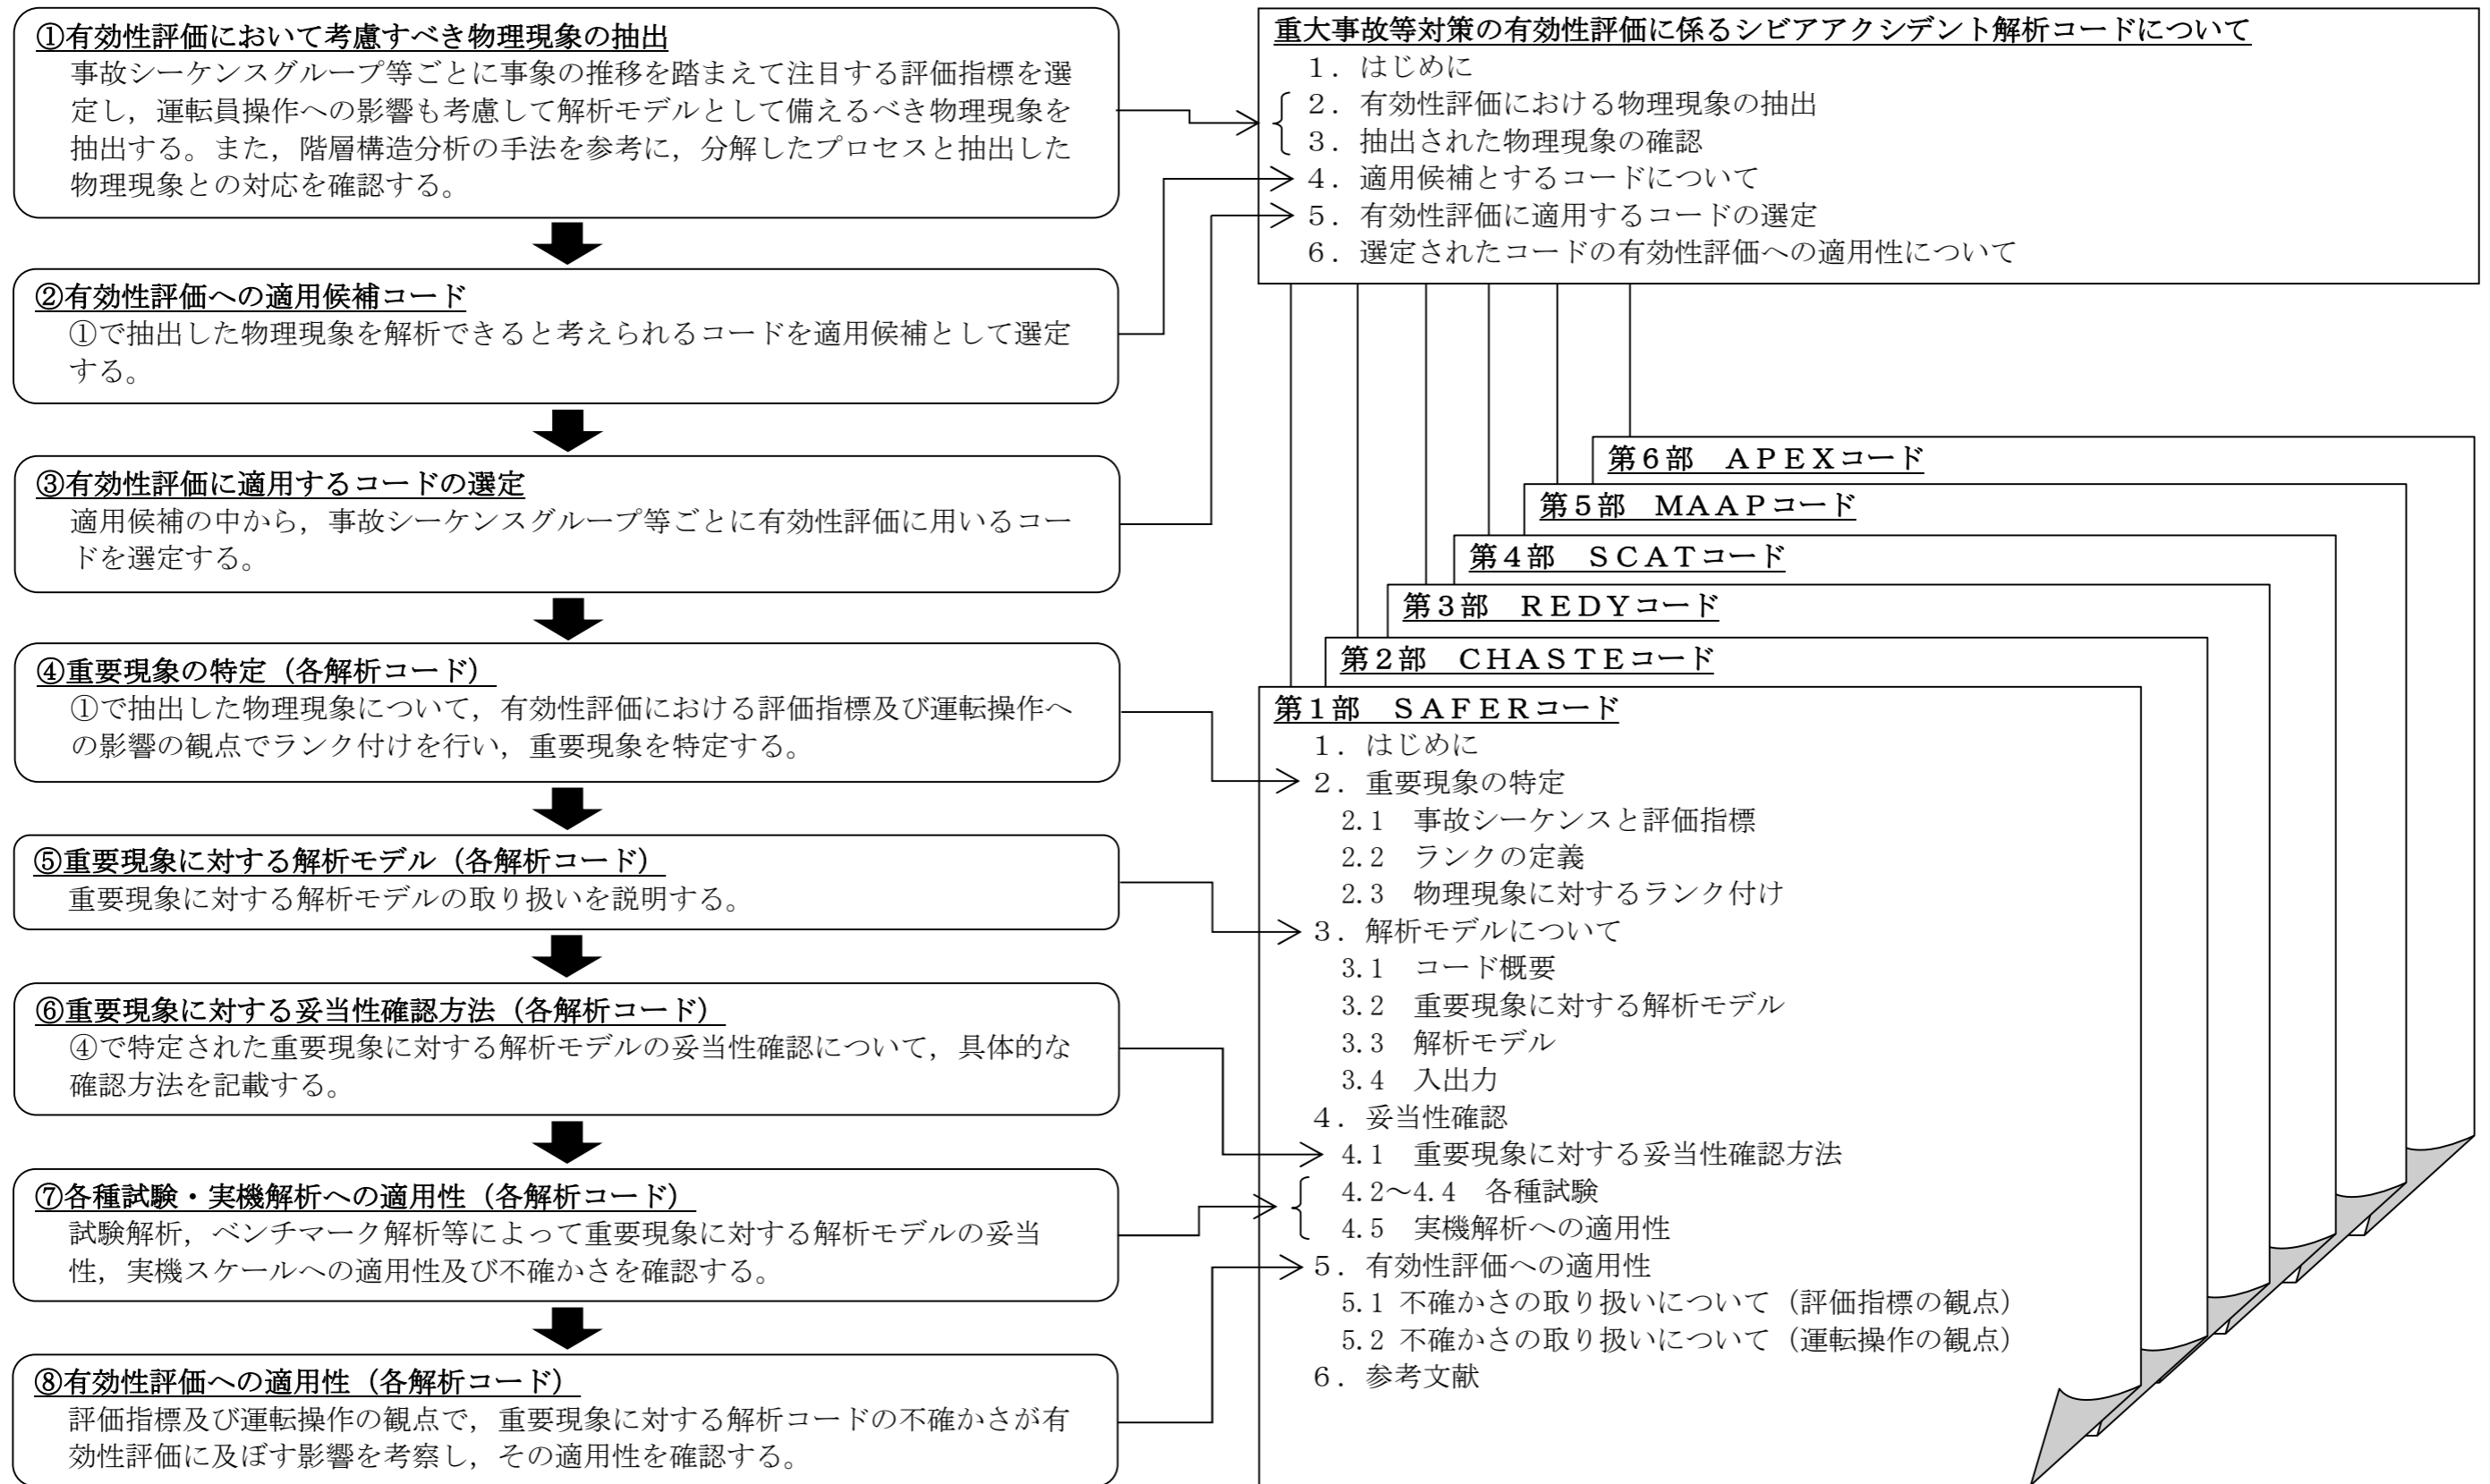 ①有効性評価において考慮すべき物理現象の抽出
事故シーケンスグループ等ごとに事象の推移を踏まえて注目する評価指標を選
定し，運転員操作への影響も考慮して解析モデルとして備えるべき物理現象を
抽出する。また，階層構造分析の手法を参考に，分解したプロセスと抽出した
物理現象との対応を確認する。
②有効性評価への適用候補コード
①で抽出した物理現象を解析できると考えられるコードを適用候補として選定
する。
③有効性評価に適用するコードの選定
適用候補の中から，事故シーケンスグループ等ごとに有効性評価に用いるコー
ドを選定する。
④重要現象の特定（各解析コード）
①で抽出した物理現象について，有効性評価における評価指標及び運転操作へ
の影響の観点でランク付けを行い，重要現象を特定する。
⑤重要現象に対する解析モデル（各解析コード）
重要現象に対する解析モデルの取り扱いを説明する。
⑥重要現象に対する妥当性確認方法（各解析コード）
④で特定された重要現象に対する解析モデルの妥当性確認について，具体的な
確認方法を記載する。
⑦各種試験・実機解析への適用性（各解析コード）
試験解析，ベンチマーク解析等によって重要現象に対する解析モデルの妥当
性，実機スケールへの適用性及び不確かさを確認する。
⑧有効性評価への適用性（各解析コード）
評価指標及び運転操作の観点で，重要現象に対する解析コードの不確かさが有
効性評価に及ぼす影響を考察し，その適用性を確認する。
重大事故等対策の有効性評価に係るシビアアクシデント解析コードについて
１．はじめに
２．有効性評価における物理現象の抽出
３．抽出された物理現象の確認
４．適用候補とするコードについて
５．有効性評価に適用するコードの選定
６．選定されたコードの有効性評価への適用性について
第６部　ＡＰＥＸコード
第５部　ＭＡＡＰコード
第４部　ＳＣＡＴコード
第３部　ＲＥＤＹコード
第２部　ＣＨＡＳＴＥコード
第１部　ＳＡＦＥＲコード
１．はじめに
２．重要現象の特定
2.1　事故シーケンスと評価指標
2.2　ランクの定義
2.3　物理現象に対するランク付け
３．解析モデルについて
3.1　コード概要
3.2　重要現象に対する解析モデル
3.3　解析モデル
3.4　入出力
４．妥当性確認
4.1　重要現象に対する妥当性確認方法
4.2～4.4　各種試験
4.5　実機解析への適用性
５．有効性評価への適用性
5.1 不確かさの取り扱いについて（評価指標の観点）
5.2 不確かさの取り扱いについて（運転操作の観点）
６．参考文献